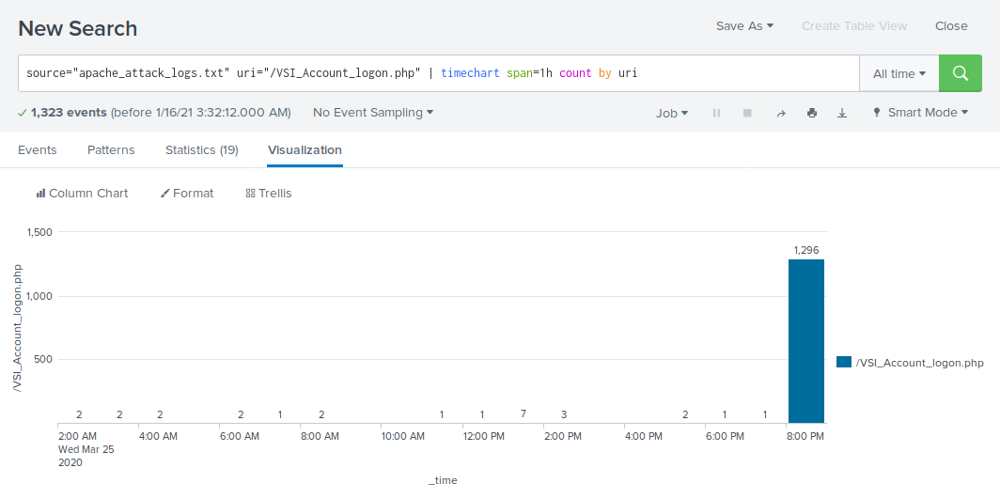 New Search
Save As
Create Table View
Close
source="apache_attack_logs.txt" uri="/VSI_Account_logon.php" | timechart span=1h count by uri
All time
1,323 events (before 1/16/21 3:32:12.000 AM)
No Event Sampling
Job
Smart Mode
Events
Patterns
Statistics (19)
Visualization
Column Chart
Format
Trellis
/VSI_Account_logon.php
1,500
1,000
500
2 2 2 2 1 2 1 1 7 3 2 1 1 1,296
2:00 AM 4:00 AM 6:00 AM 8:00 AM 10:00 AM 12:00 PM 2:00 PM 4:00 PM 6:00 PM 8:00 PM
Wed Mar 25
2020
_time
/VSI_Account_logon.php